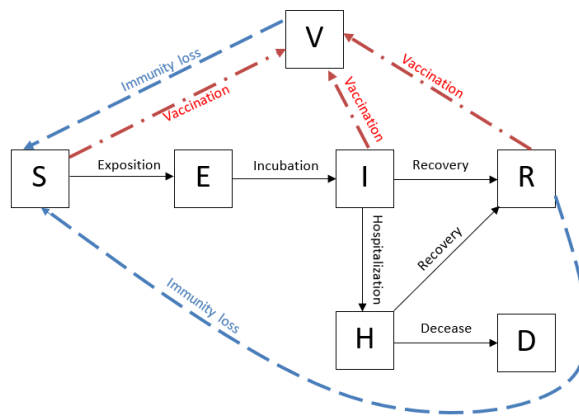 V
Immunity loss
Vaccination
Vaccination
Vaccination
S
Exposition
E
Incubation
I
Recovery
R
Hospitalization
Recovery
Immunity loss
H
Decease
D